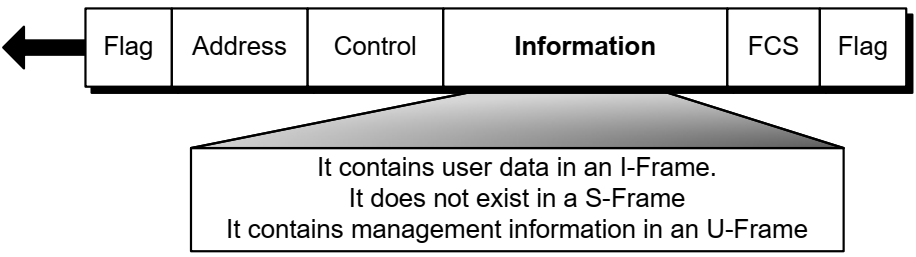 Flag Address Control Information FCS Flag
It contains user data in an I-Frame.
It does not exist in a S-Frame
It contains management information in an U-Frame